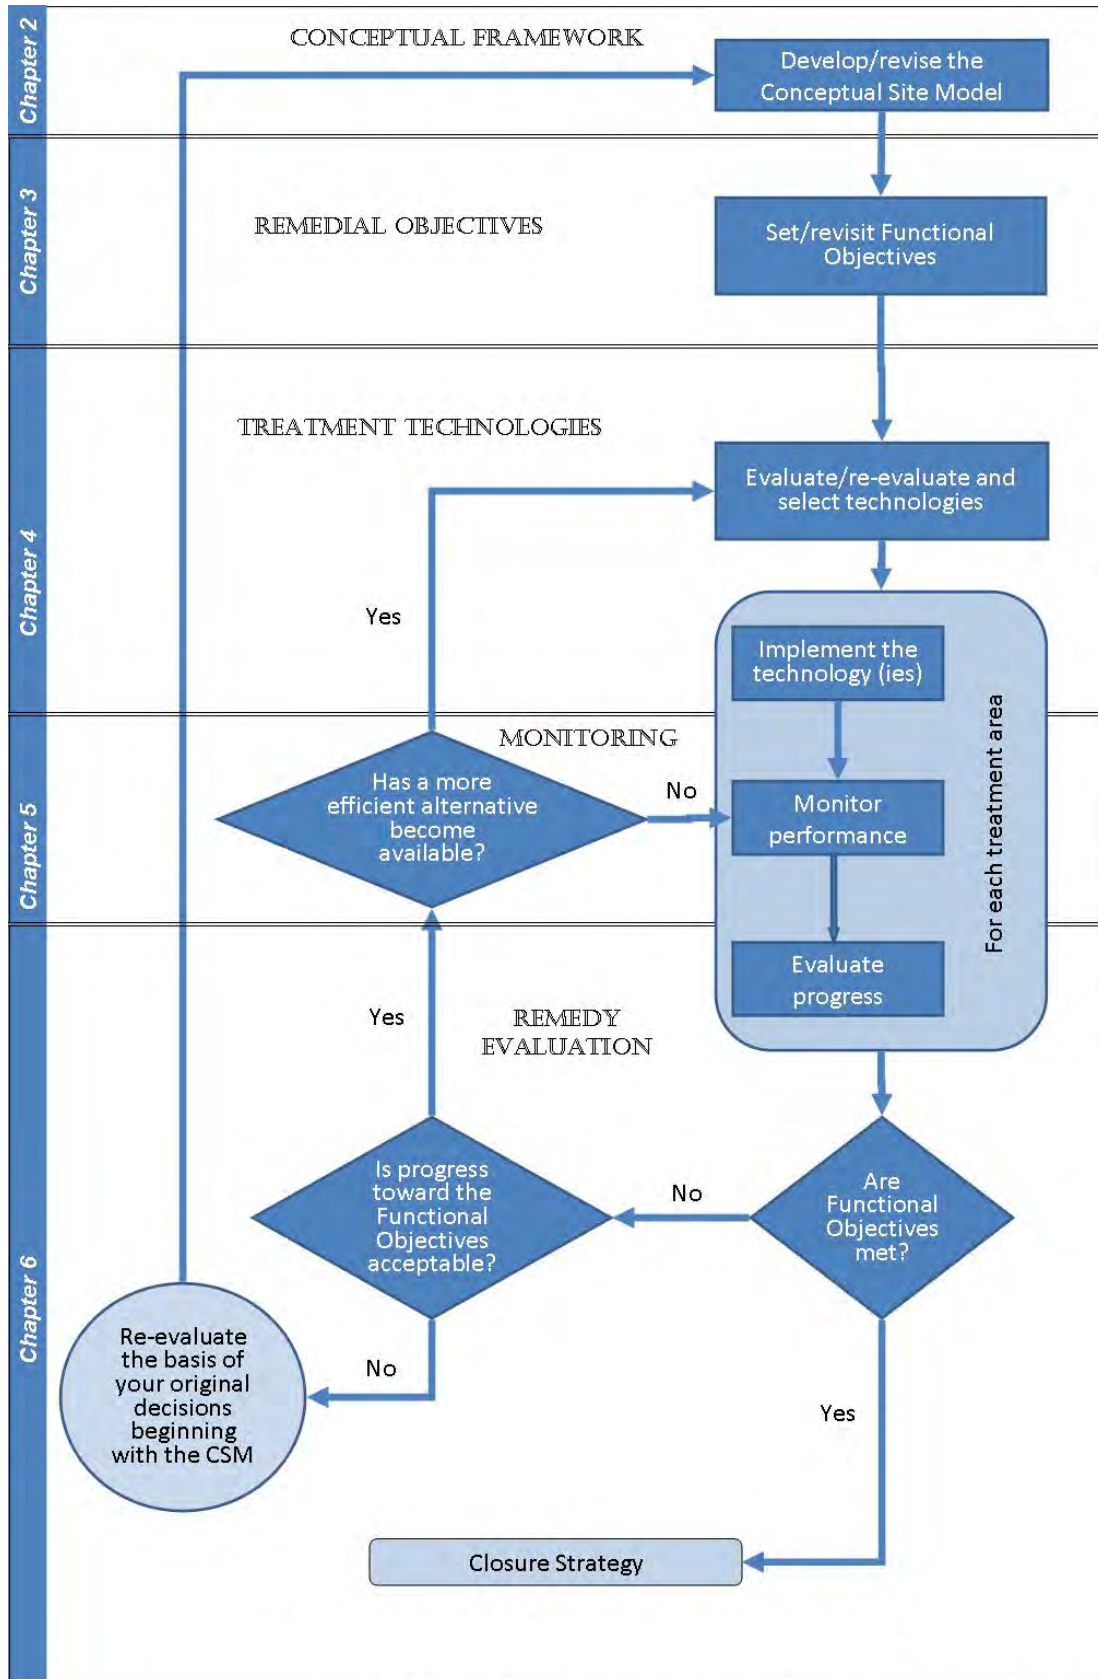 Chapter 2
CONCEPTUAL FRAMEWORK
Develop/revise the
Conceptual Site Model
Chapter 3
REMEDIAL OBJECTIVES
Set/revisit Functional
Objectives
Chapter 4
TREATMENT TECHNOLOGIES
Evaluate/re-evaluate and
select technologies
Yes
Implement the
technology (ies)
For each treatment area
Chapter 5
MONITORING
Has a more
efficient alternative
become
available?
No
Monitor
performance
Chapter 6
Evaluate
progress
Yes
REMEDY
EVALUATION
Is progress
toward the
Functional
Objectives
acceptable?
No
Are
Functional
Objectives
met?
Re-evaluate
the basis of
your original
decisions
beginning
with the CSM
No
Yes
Closure Strategy